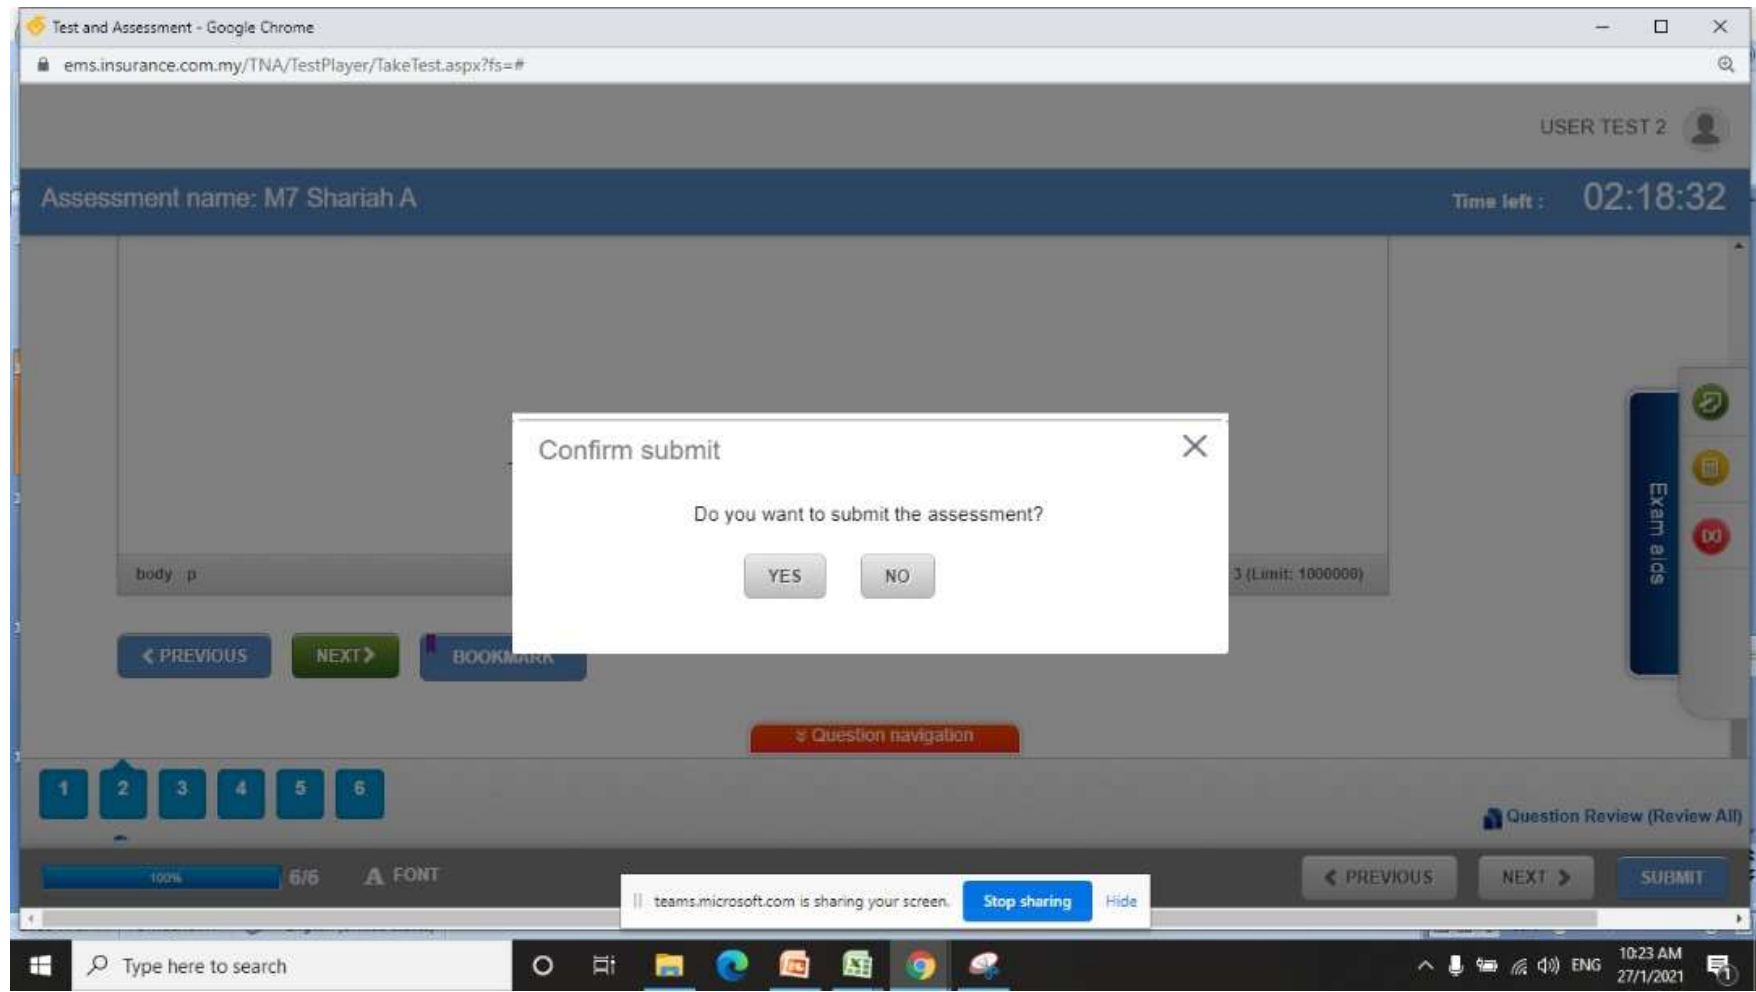 Test and Assessment - Google Chrome
ems.insurance.com.my/TNA/TestPlayer/TakeTest.aspx?fs=#
USER TEST 2
Assessment name: M7 Shariah A
Time left : 02:18:32
Confirm submit
Do you want to submit the assessment?
YES NO
Exam aids
body p
3 (Limit: 1000000)
PREVIOUS NEXT BOOKMARK
Question navigation
1 2 3 4 5 6
Question Review (Review All)
100% 6/6 A FONT
PREVIOUS NEXT SUBMIT
teams.microsoft.com is sharing your screen. Stop sharing Hide
Type here to search
ENG
10:23 AM
27/1/2021